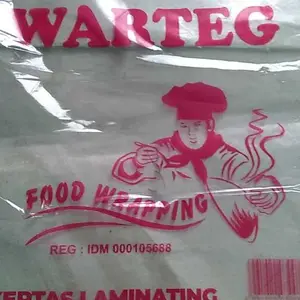 WARTEG
FOOD WRAPPING
REG : IDM 000105688
KERTAS LAMINATING